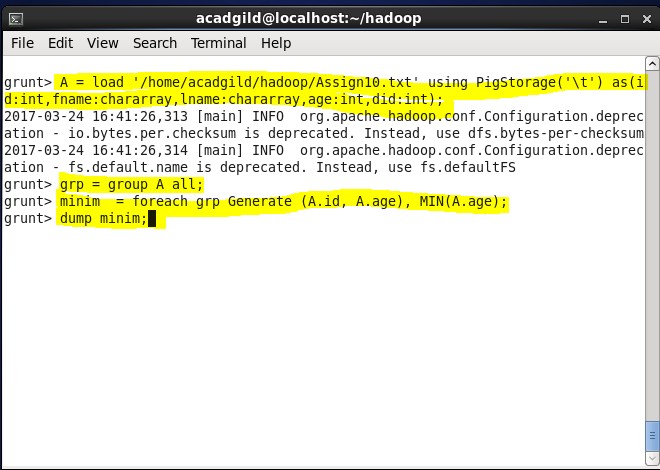 acadgild@localhost:~/hadoop
File Edit View Search Terminal Help
grunt> A = load '/home/acadgild/hadoop/Assign10.txt' using PigStorage('\t') as(i
d:int,fname:chararray,lname:chararray,age:int,did:int);
2017-03-24 16:41:26,313 [main] INFO  org.apache.hadoop.conf.Configuration.deprec
ation - io.bytes.per.checksum is deprecated. Instead, use dfs.bytes-per-checksum
2017-03-24 16:41:26,314 [main] INFO  org.apache.hadoop.conf.Configuration.deprec
ation - fs.default.name is deprecated. Instead, use fs.defaultFS
grunt> grp = group A all;
grunt> minim  = foreach grp Generate (A.id, A.age), MIN(A.age);
grunt> dump minim;